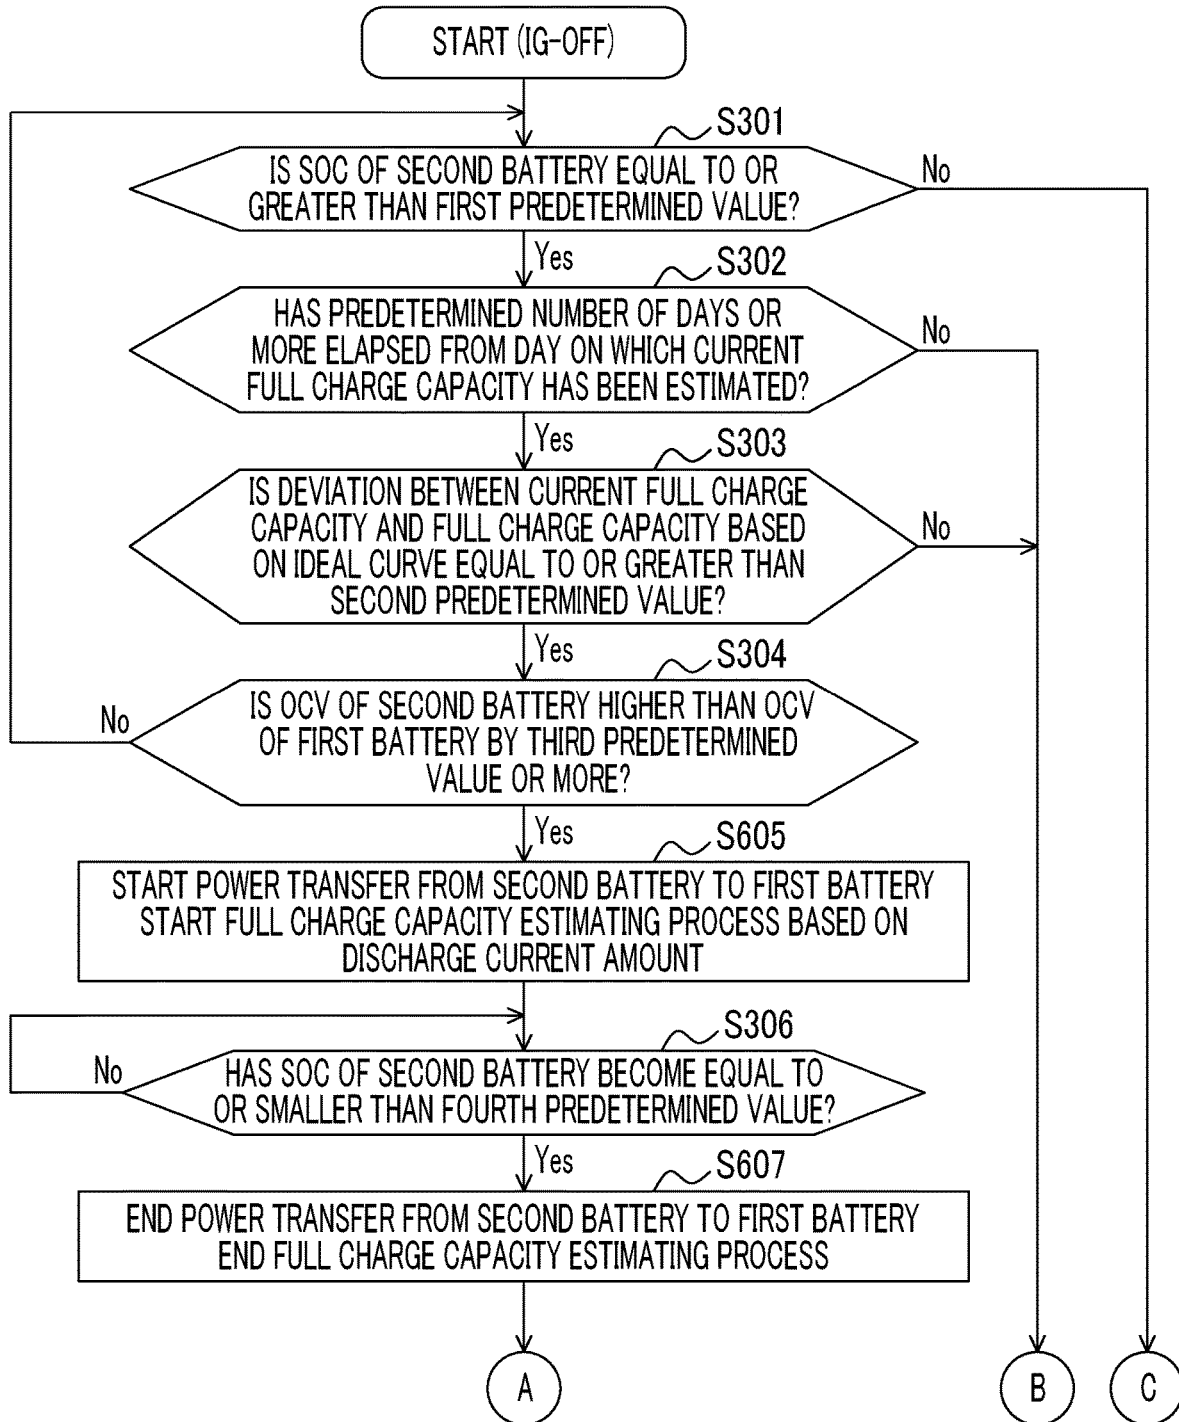 START (IG-OFF)
S301
IS SOC OF SECOND BATTERY EQUAL TO OR
GREATER THAN FIRST PREDETERMINED VALUE?
No
Yes
S302
HAS PREDETERMINED NUMBER OF DAYS OR
MORE ELAPSED FROM DAY ON WHICH CURRENT
FULL CHARGE CAPACITY HAS BEEN ESTIMATED?
No
Yes
S303
IS DEVIATION BETWEEN CURRENT FULL CHARGE
CAPACITY AND FULL CHARGE CAPACITY BASED
ON IDEAL CURVE EQUAL TO OR GREATER THAN
SECOND PREDETERMINED VALUE?
No
Yes
S304
IS OCV OF SECOND BATTERY HIGHER THAN OCV
OF FIRST BATTERY BY THIRD PREDETERMINED
VALUE OR MORE?
No
Yes
S605
START POWER TRANSFER FROM SECOND BATTERY TO FIRST BATTERY
START FULL CHARGE CAPACITY ESTIMATING PROCESS BASED ON
DISCHARGE CURRENT AMOUNT
S306
HAS SOC OF SECOND BATTERY BECOME EQUAL TO
OR SMALLER THAN FOURTH PREDETERMINED VALUE?
No
Yes
S607
END POWER TRANSFER FROM SECOND BATTERY TO FIRST BATTERY
END FULL CHARGE CAPACITY ESTIMATING PROCESS
A
B
C